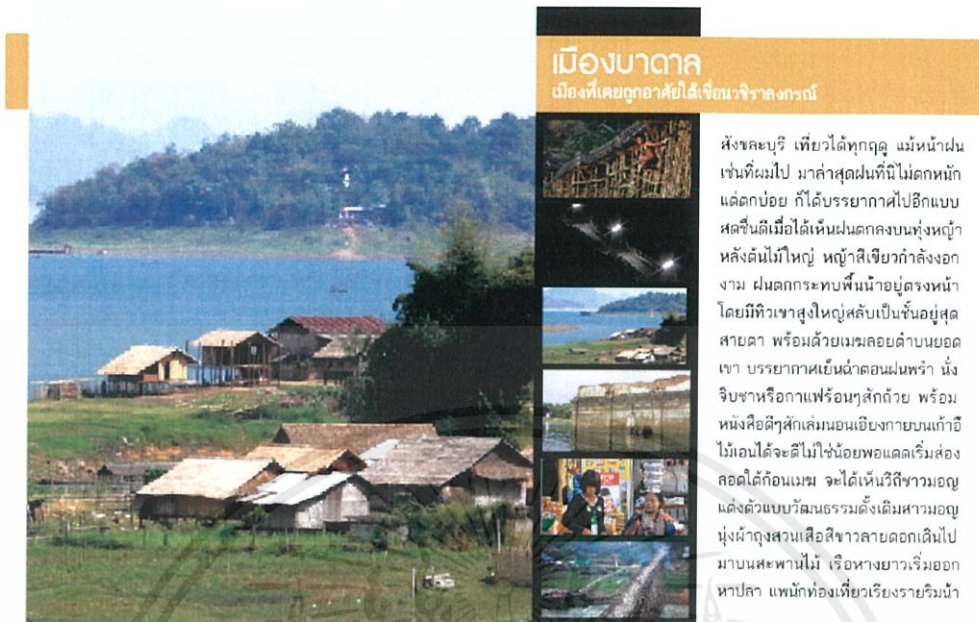 เมืองบาดาล
เมืองที่เคยถูกอาศัยใต้เขื่อนวชิราลงกรณ์
สังขละบุรี เที่ยวได้ทุกฤดู แม้หน้าฝน
เช่นที่ผมไป มาล่าสุดฝนที่นี่ไม่ตกหนัก
แต่ตกบ่อย ก็ได้บรรยากาศไปอีกแบบ
สดชื่นดีเมื่อได้เห็นฝนตกลงบนทุ่งหญ้า
หลังต้นไม้ใหญ่ หญ้าสีเขียวกำลังงอก
งาม ฝนตกกระทบพื้นน้ำอยู่ตรงหน้า
โดยมีทิวเขาสูงใหญ่สลับเป็นชั้นอยู่สุด
สายตา พร้อมด้วยเมฆลอยต่ำบนยอด
เขา บรรยากาศเย็นฉ่ำตอนฝนพรำ นั่ง
จิบชาหรือกาแฟร้อนๆสักถ้วย พร้อม
หนังสือดีๆสักเล่มนอนเอียงกายบนเก้าอี้
ไม้เอนได้จะดีไม่ใช่น้อยพอแดดเริ่มส่อง
ลอดใต้ก้อนเมฆ จะได้เห็นวิถีชาวมอญ
แต่งตัวแบบวัฒนธรรมดั้งเดิมสาวมอญ
นุ่งผ้าถุงสวมเสื้อสีขาวลายดอกเดินไป
มาบนสะพานไม้ เรือหางยาวเริ่มออก
หาปลา แพนักท่องเที่ยวเรียงรายริมน้ำ